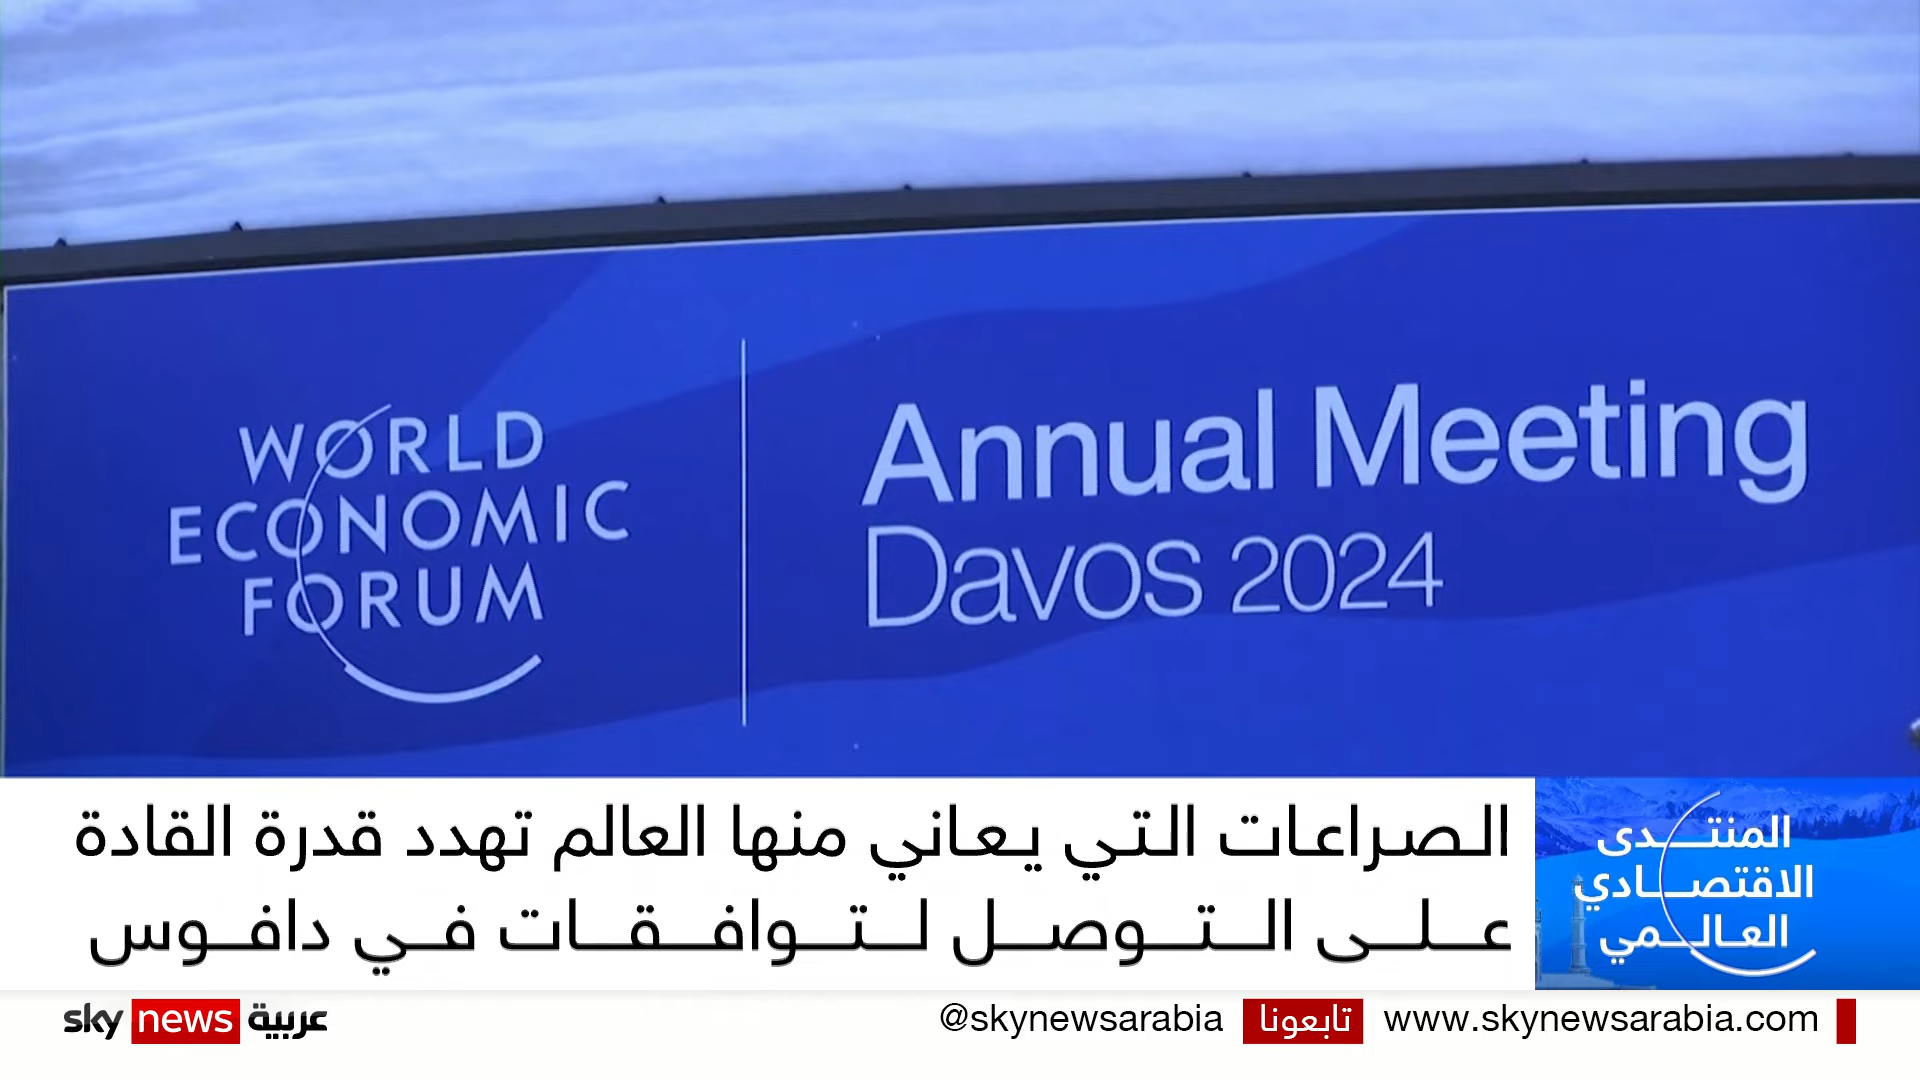 WORLD
ECONOMIC
FORUM
Annual Meeting
Davos 2024
الصراعات التي يعاني منها العالم تهدد قدرة القادة
على التوصل لتوافقات في دافوس
المنتدى
الاقتصادي
العالمي
sky news عربية
@skynewsarabia تابعونا www.skynewsarabia.com